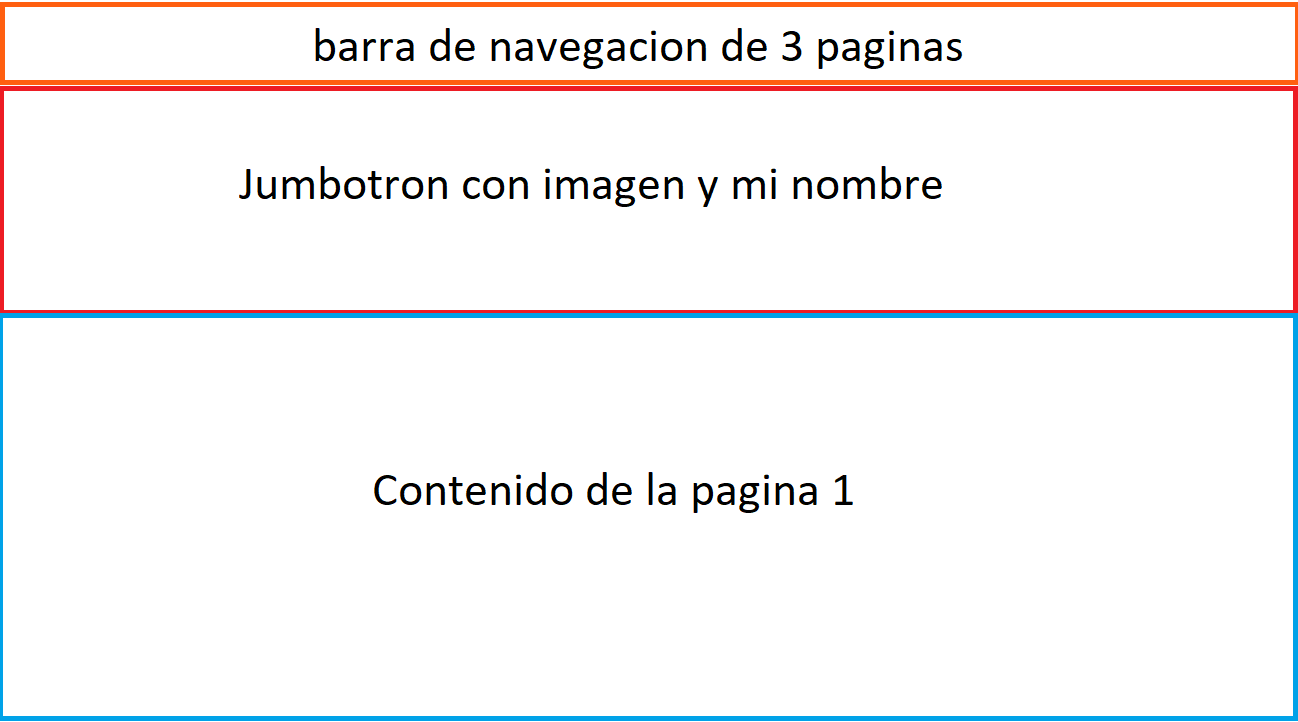 barra de navegacion de 3 paginas
Jumbotron con imagen y mi nombre
Contenido de la pagina 1